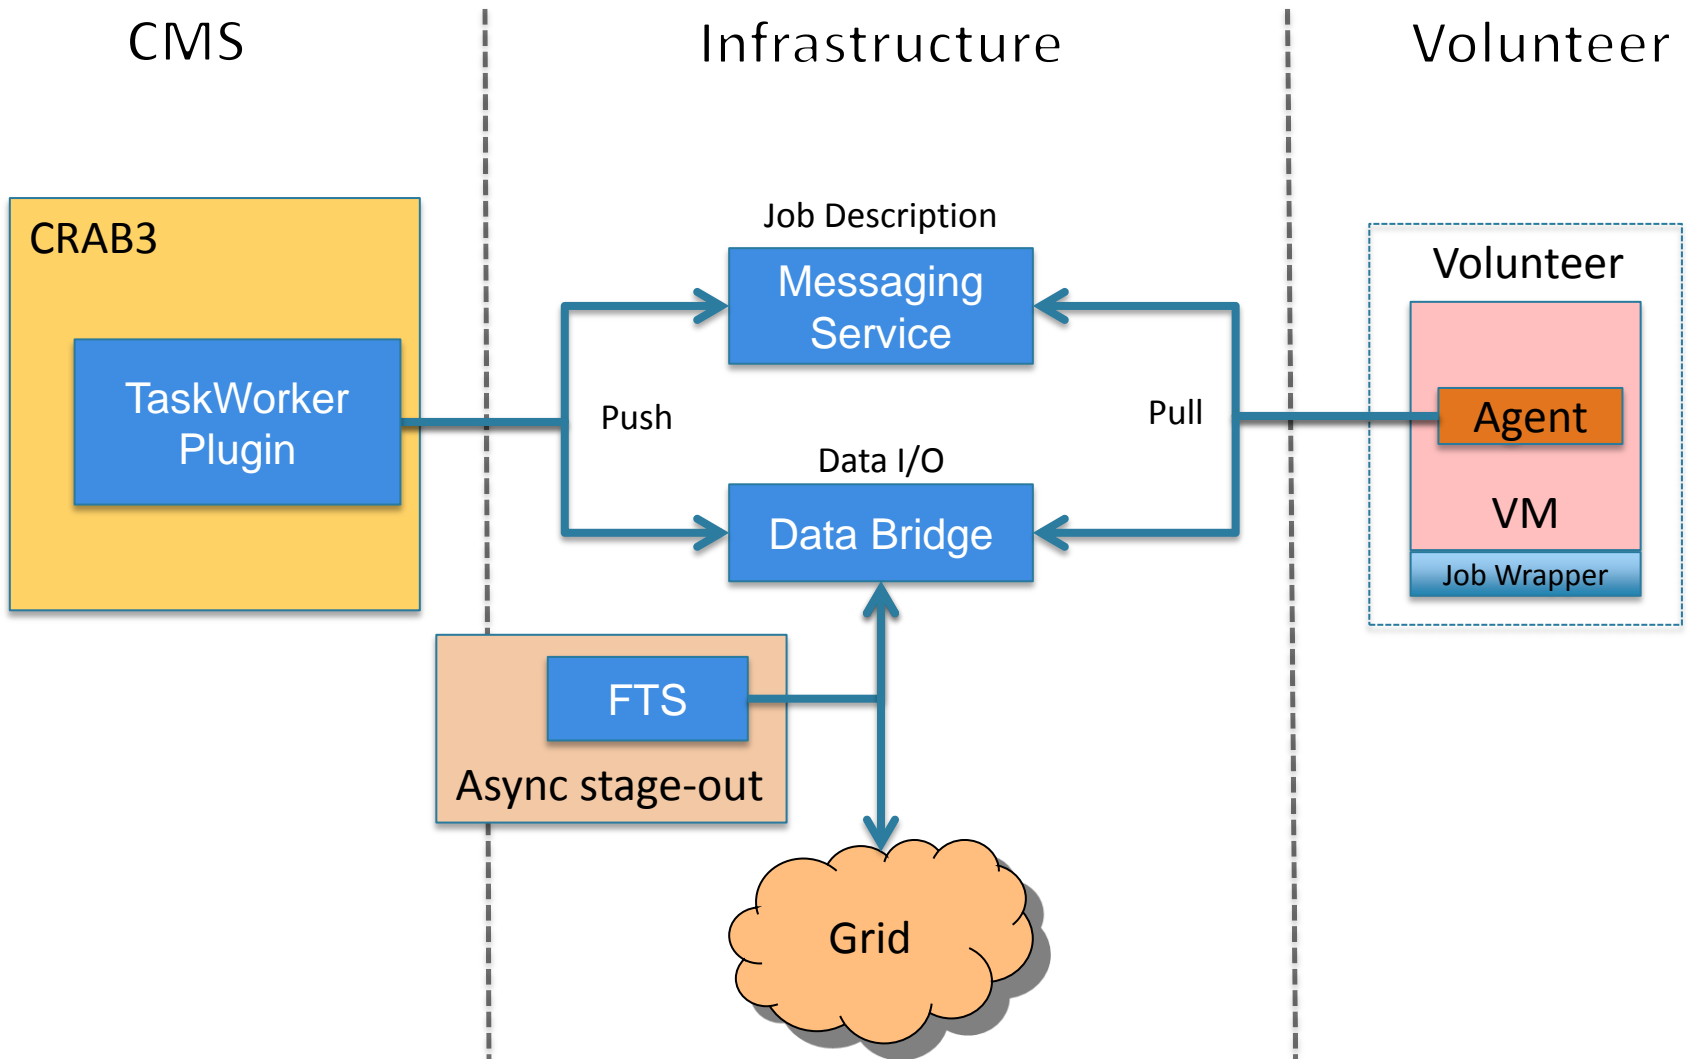 CMS
Infrastructure
Volunteer
CRAB3
TaskWorker
Plugin
Job Description
Messaging
Service
Push
Pull
Data I/O
Data Bridge
Volunteer
Agent
VM
Job Wrapper
FTS
Async stage-out
Grid